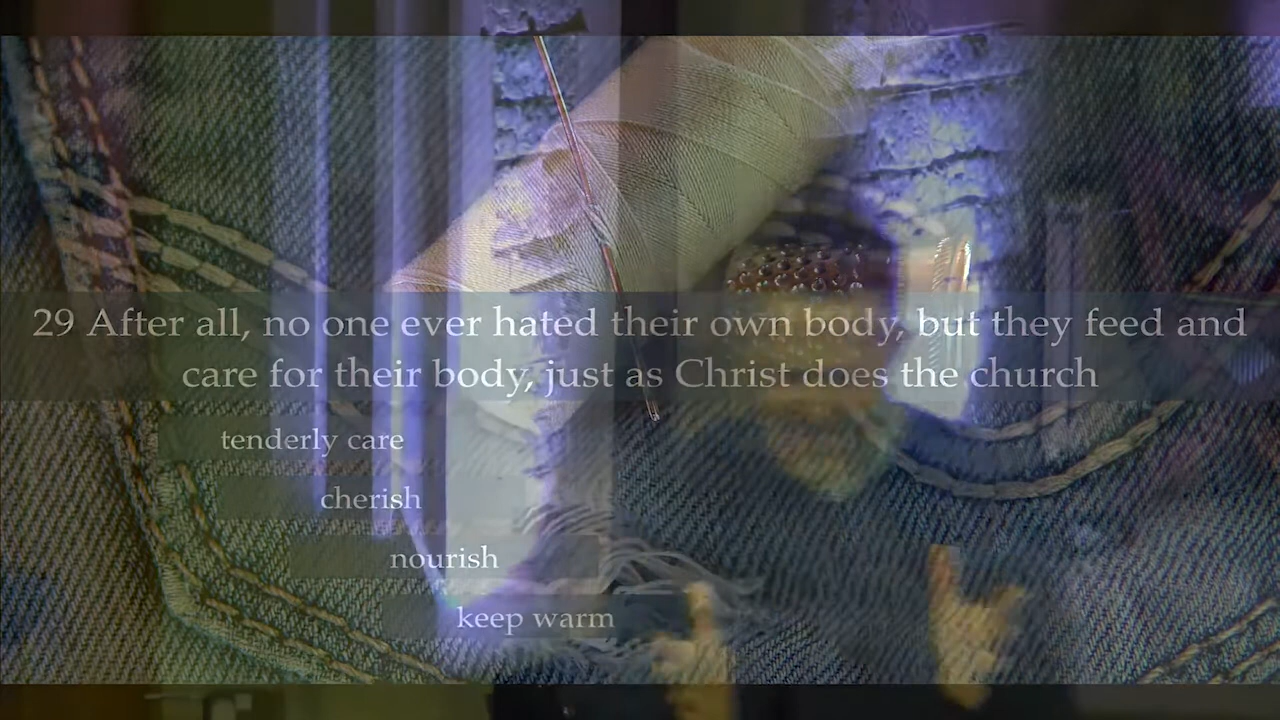 29 After all, no one ever hated their own body, but they feed and
care for their body, just as Christ does the church
tenderly care
cherish
nourish
keep warm